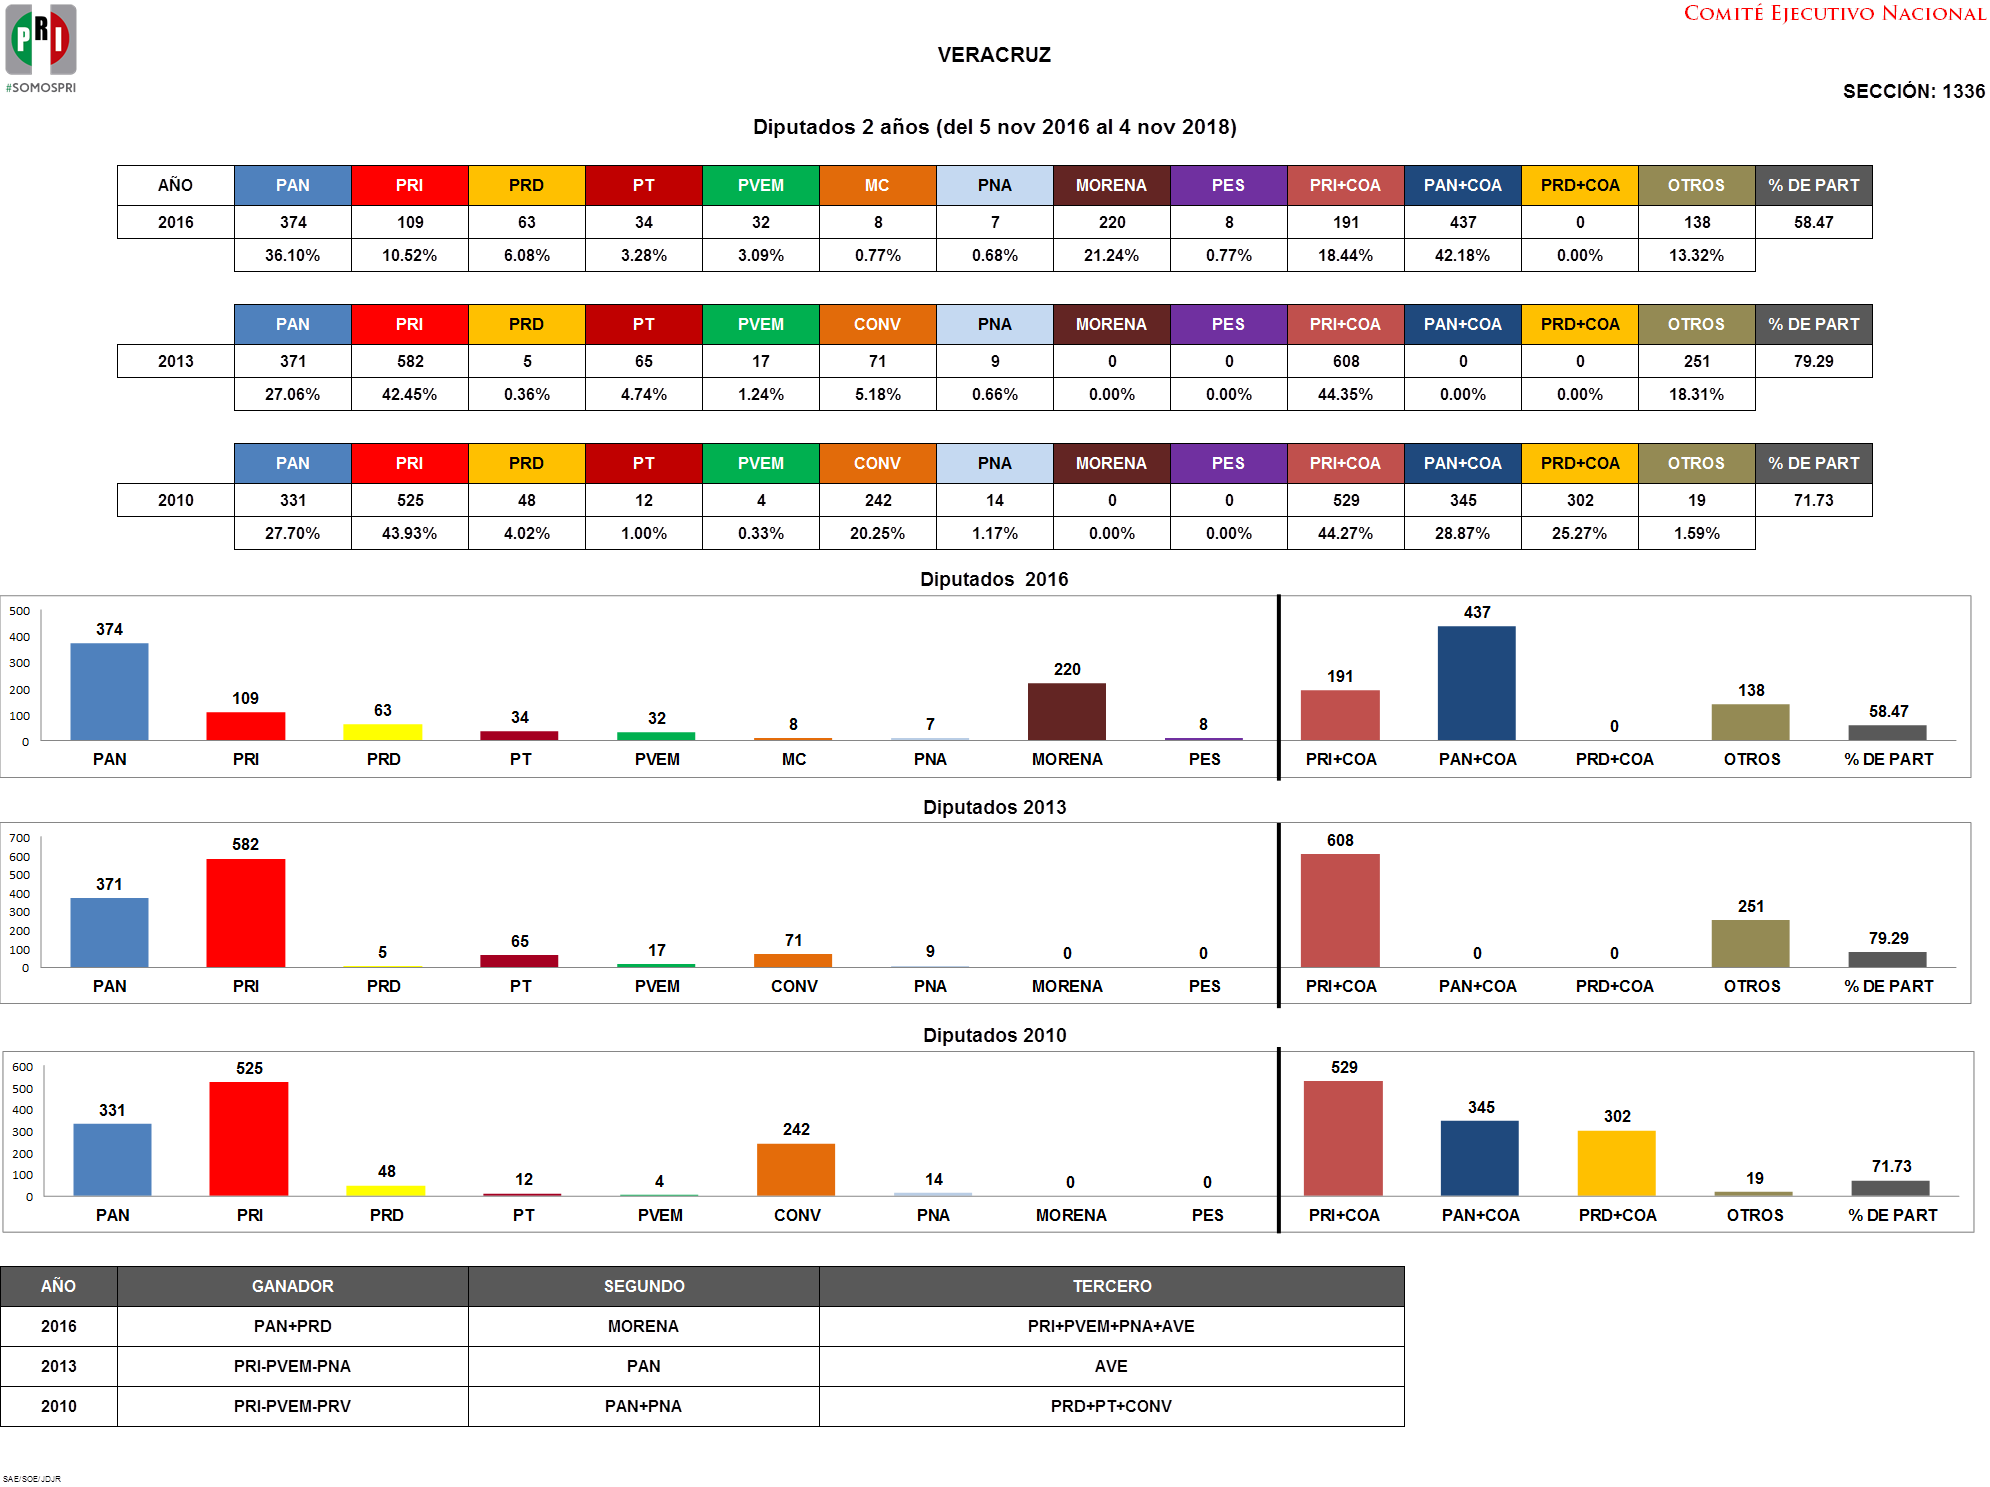 PRI
#SOMOSPRI
COMITÉ EJECUTIVO NACIONAL
VERACRUZ
SECCIÓN: 1336
Diputados 2 años (del 5 nov 2016 al 4 nov 2018)
AÑO PAN PRI PRD PT PVEM MC PNA MORENA PES PRI+COA PAN+COA PRD+COA OTROS % DE PART
2016 374 109 63 34 32 8 7 220 8 191 437 0 138 58.47
36.10% 10.52% 6.08% 3.28% 3.09% 0.77% 0.68% 21.24% 0.77% 18.44% 42.18% 0.00% 13.32%
PAN PRI PRD PT PVEM CONV PNA MORENA PES PRI+COA PAN+COA PRD+COA OTROS % DE PART
2013 371 582 5 65 17 71 9 0 0 608 0 0 251 79.29
27.06% 42.45% 0.36% 4.74% 1.24% 5.18% 0.66% 0.00% 0.00% 44.35% 0.00% 0.00% 18.31%
PAN PRI PRD PT PVEM CONV PNA MORENA PES PRI+COA PAN+COA PRD+COA OTROS % DE PART
2010 331 525 48 12 4 242 14 0 0 529 345 302 19 71.73
27.70% 43.93% 4.02% 1.00% 0.33% 20.25% 1.17% 0.00% 0.00% 44.27% 28.87% 25.27% 1.59%
Diputados 2016
500
400
300
200
100
0
374 109 63 34 32 8 7 220 8 191 437 0 138 58.47
PAN PRI PRD PT PVEM MC PNA MORENA PES PRI+COA PAN+COA PRD+COA OTROS % DE PART
Diputados 2013
700
600
500
400
300
200
100
0
371 582 5 65 17 71 9 0 0 608 0 0 251 79.29
PAN PRI PRD PT PVEM CONV PNA MORENA PES PRI+COA PAN+COA PRD+COA OTROS % DE PART
Diputados 2010
600
500
400
300
200
100
0
331 525 48 12 4 242 14 0 0 529 345 302 19 71.73
PAN PRI PRD PT PVEM CONV PNA MORENA PES PRI+COA PAN+COA PRD+COA OTROS % DE PART
AÑO GANADOR SEGUNDO TERCERO
2016 PAN+PRD MORENA PRI+PVEM+PNA+AVE
2013 PRI-PVEM-PNA PAN AVE
2010 PRI-PVEM-PRV PAN+PNA PRD+PT+CONV
SAE/SOE/JDJR